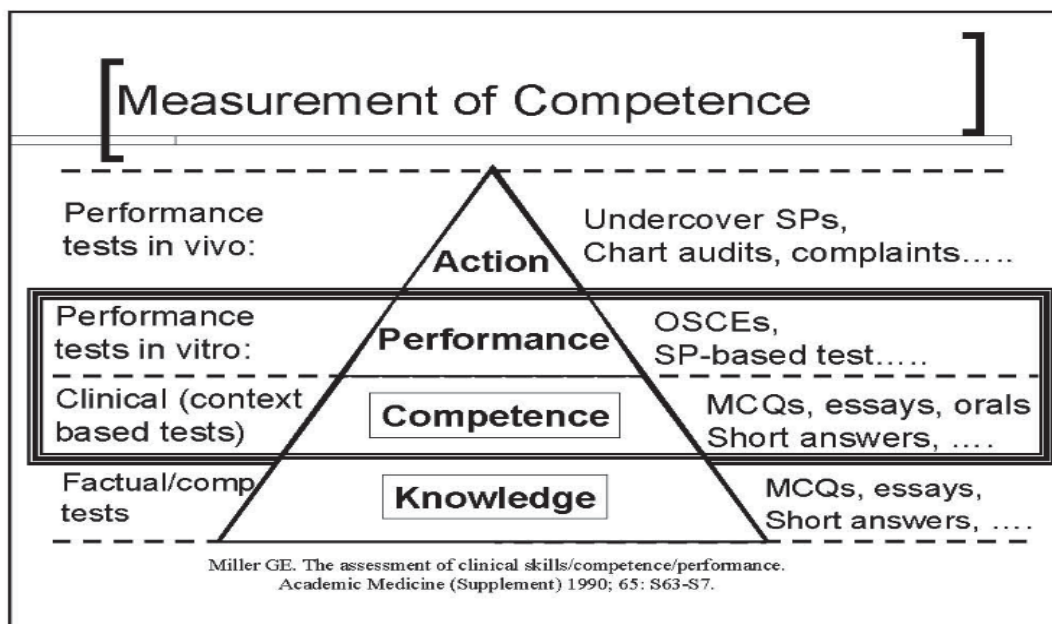 Measurement of Competence
Performance
tests in vivo:
Action
Undercover SPs,
Chart audits, complaints.....
Performance
tests in vitro:
Performance
OSCEs,
SP-based test.....
Clinical (context
based tests)
Competence
MCQs, essays, orals
Short answers, ....
Factual/comp
tests
Knowledge
MCQs, essays,
Short answers, ....
Miller GE. The assessment of clinical skills/competence/performance.
Academic Medicine (Supplement) 1990; 65: S63-S7.